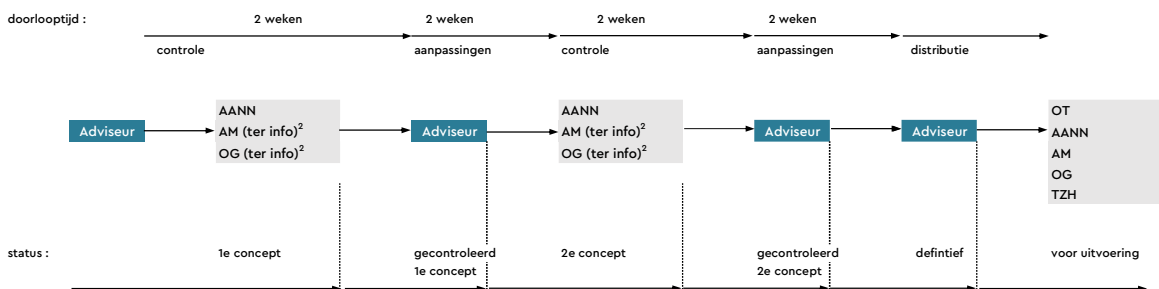 doorlooptijd : 2 weken 2 weken 2 weken 2 weken
controle aanpassingen controle aanpassingen distributie
AANN AANN OT
Adviseur AM (ter info)² Adviseur AM (ter info)² Adviseur Adviseur AANN
OG (ter info)² OG (ter info)² AM
OG
TZH
status : 1e concept gecontroleerd 2e concept gecontroleerd defintief voor uitvoering
1e concept 2e concept